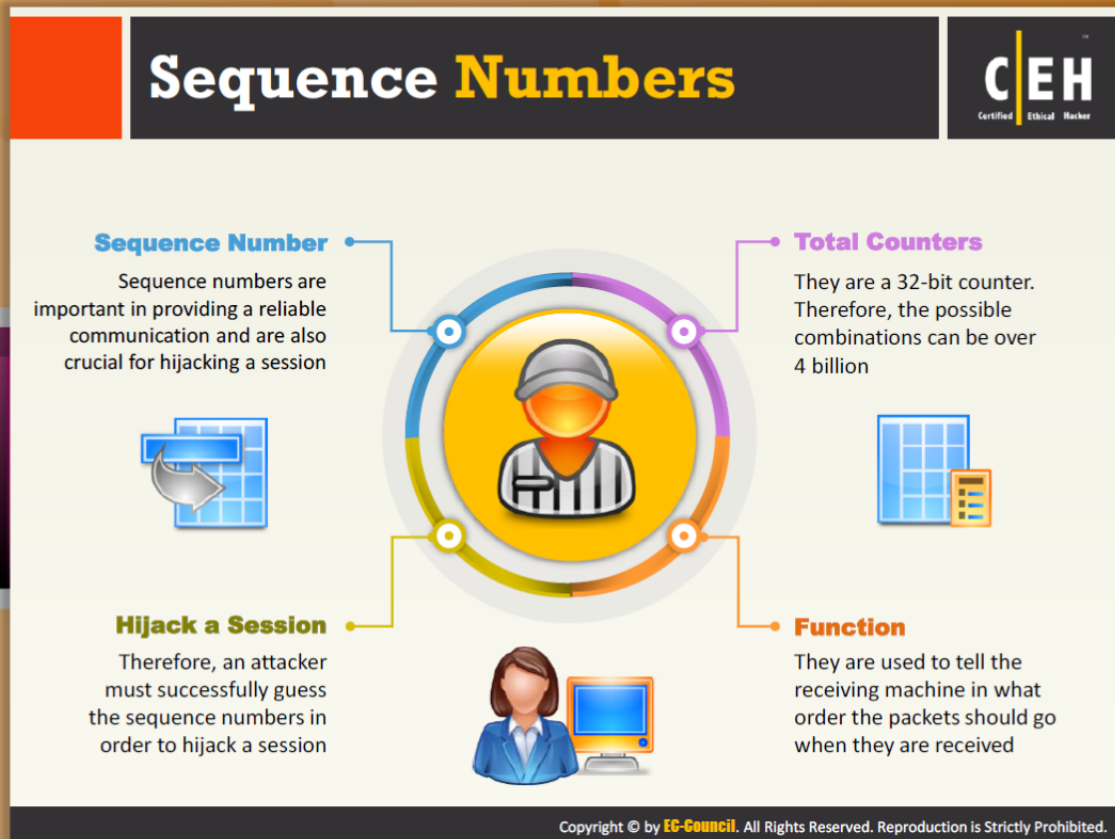 Sequence Numbers
C|EH
Certified Ethical Hacker
Sequence Number
Sequence numbers are
important in providing a reliable
communication and are also
crucial for hijacking a session
Total Counters
They are a 32-bit counter.
Therefore, the possible
combinations can be over
4 billion
Hijack a Session
Therefore, an attacker
must successfully guess
the sequence numbers in
order to hijack a session
Function
They are used to tell the
receiving machine in what
order the packets should go
when they are received
Copyright © by EC-Council. All Rights Reserved. Reproduction is Strictly Prohibited.